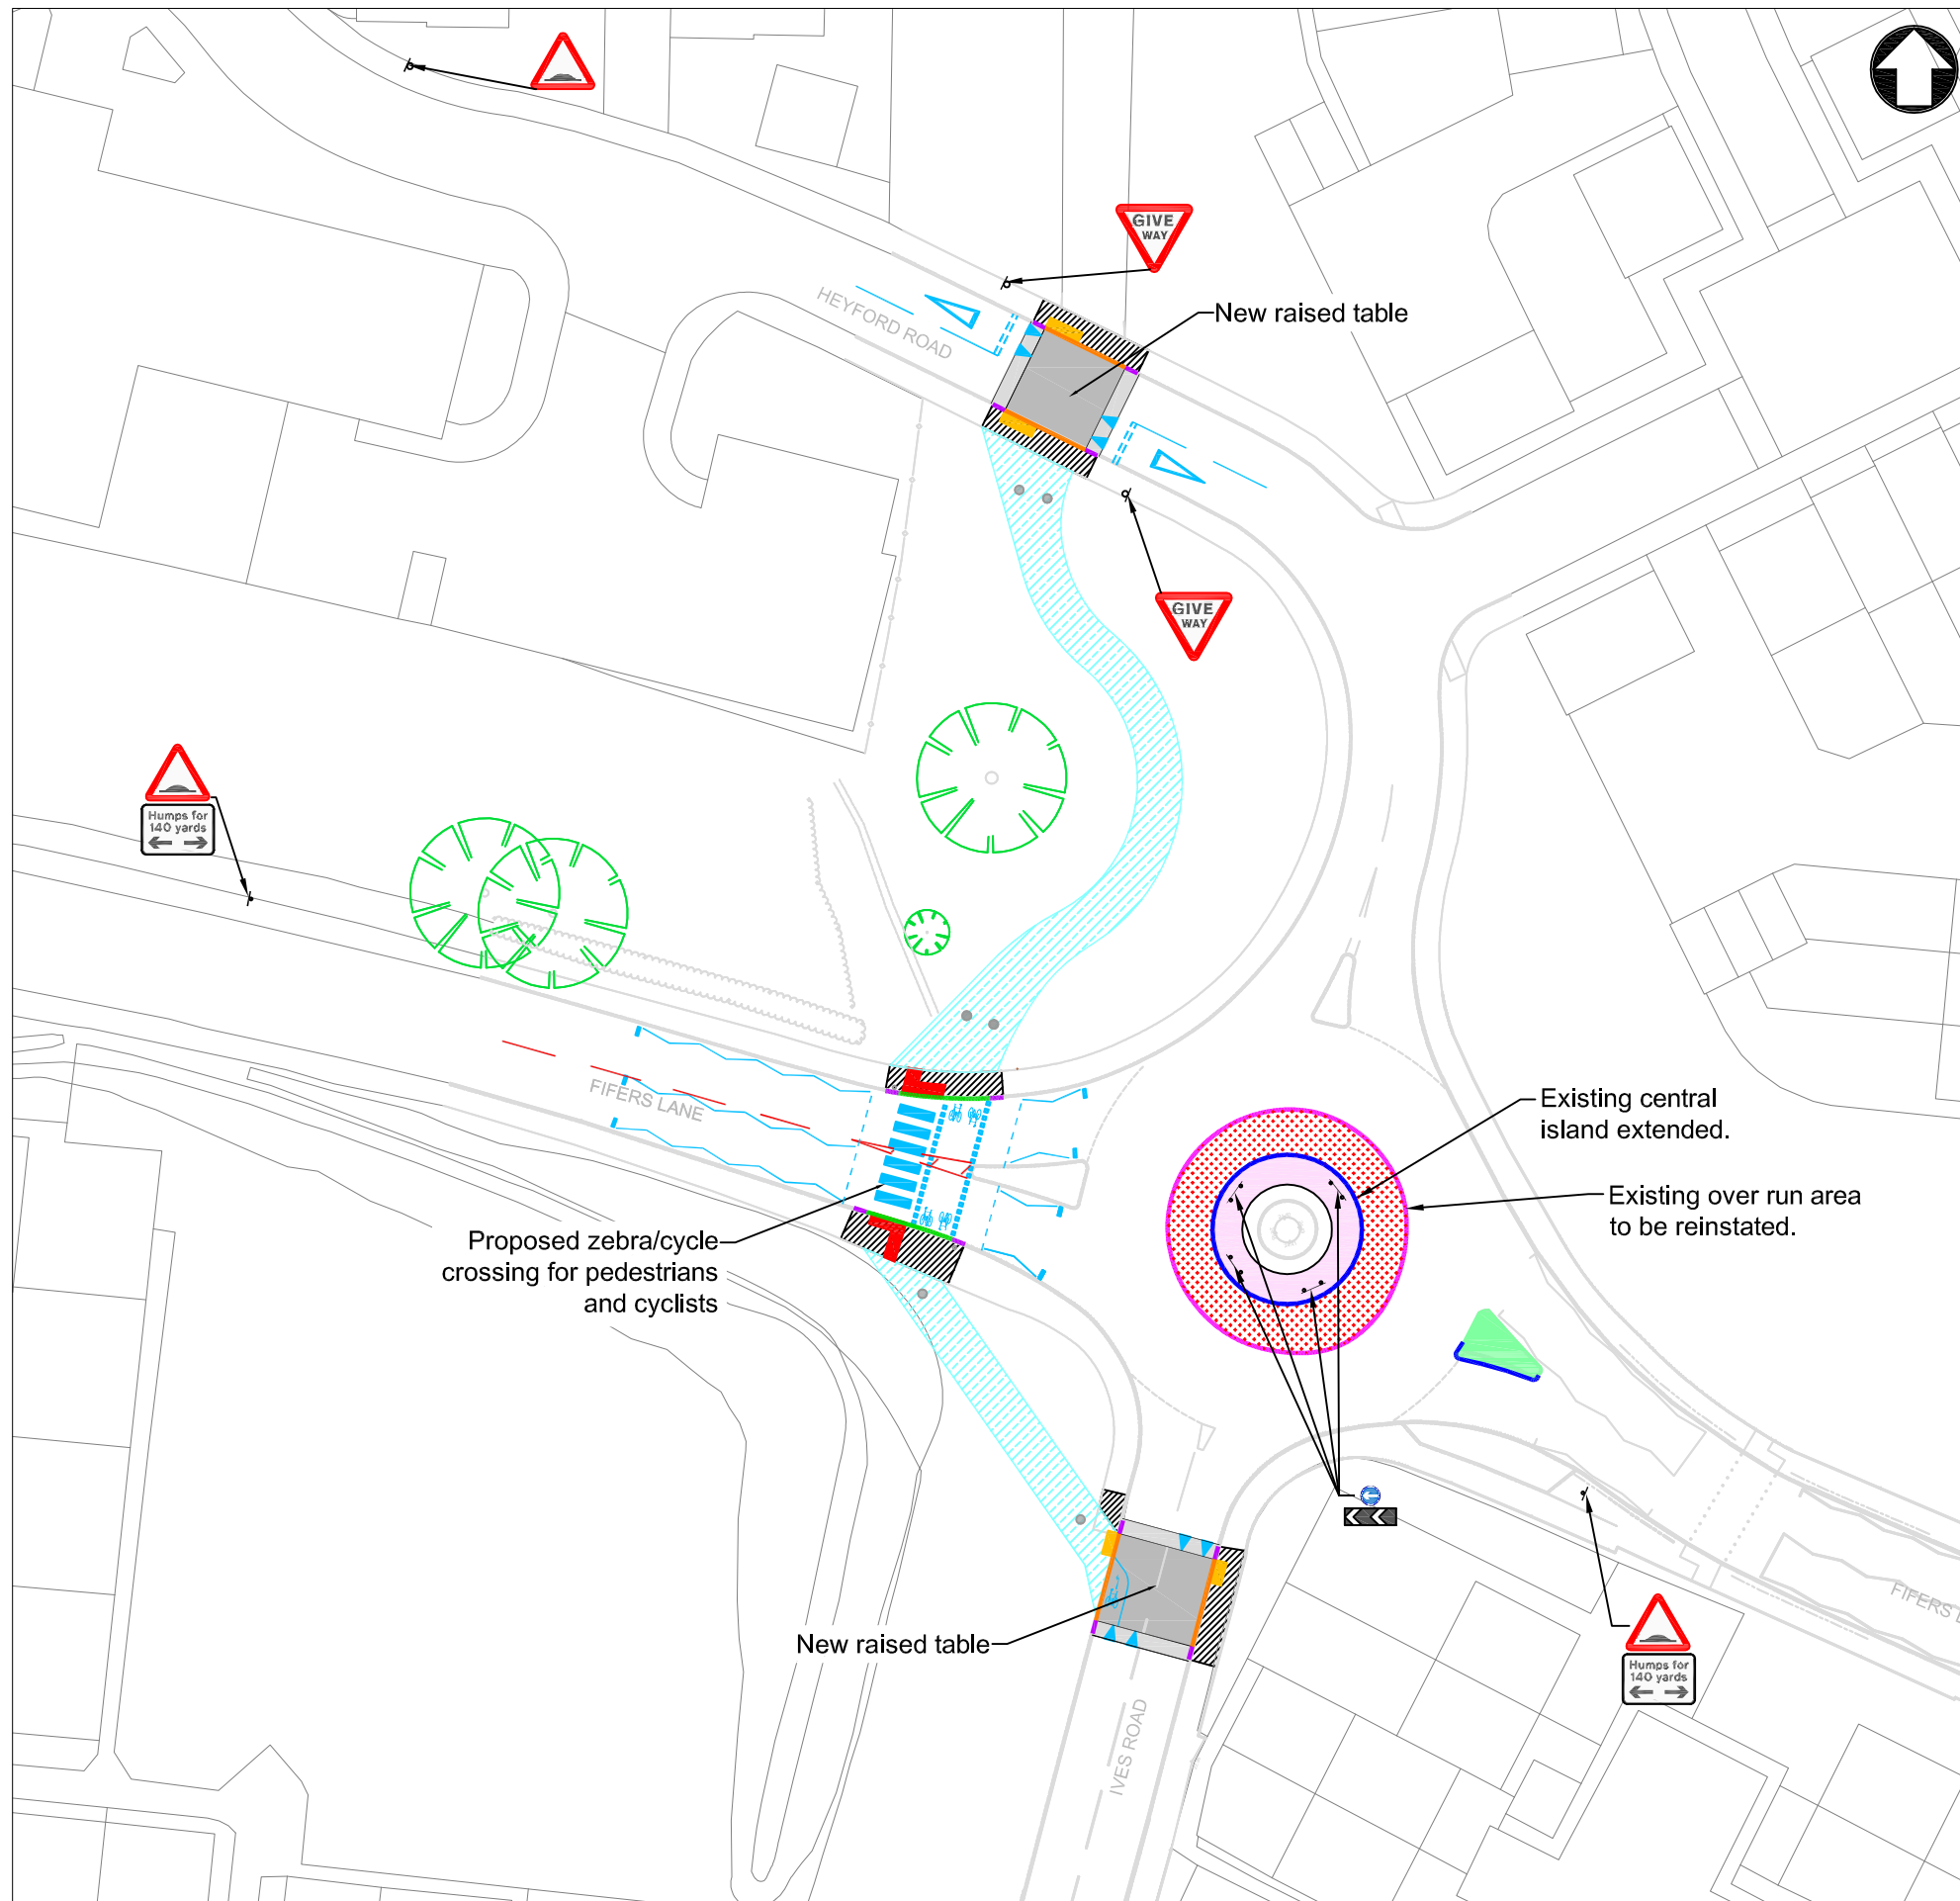 GIVE
WAY
New raised table
HEYFORD ROAD
GIVE
WAY
Humps for
140 yards
FIFERS LANE
Existing central
island extended.
Existing over run area
to be reinstated.
Proposed zebra/cycle
crossing for pedestrians
and cyclists
FIFERS
New raised table
Humps for
140 yards
IVES ROAD